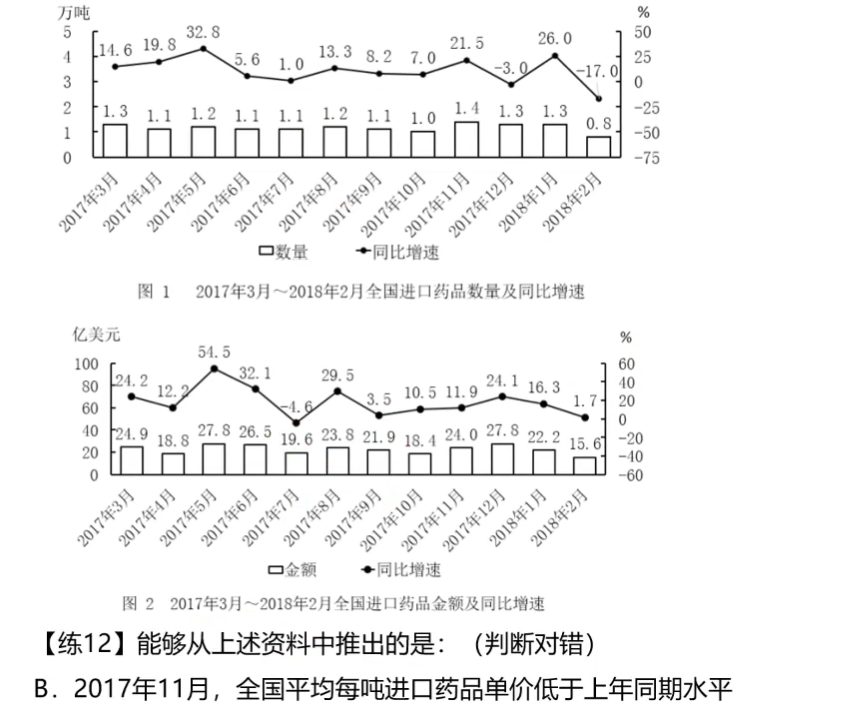 万吨 %
5 50
4 25
3 0
2 -25
1 -50
0 -75
14.6 19.8 32.8 5.6 1.0 13.3 8.2 7.0 21.5 -3.0 26.0 -17.0
1.3 1.1 1.2 1.1 1.1 1.2 1.1 1.0 1.4 1.3 1.3 0.8
2017年3月 2017年4月 2017年5月 2017年6月 2017年7月 2017年8月 2017年9月 2017年10月 2017年11月 2017年12月 2018年1月 2018年2月
数量 同比增速
图 1 2017年3月～2018年2月全国进口药品数量及同比增速
亿美元 %
100 60
80 40
60 20
40 0
20 -20
0 -40
-60
24.2 12.2 54.5 32.1 -4.6 29.5 3.5 10.5 11.9 24.1 16.3 1.7
24.9 18.8 27.8 26.5 19.6 23.8 21.9 18.4 24.0 27.8 22.2 15.6
2017年3月 2017年4月 2017年5月 2017年6月 2017年7月 2017年8月 2017年9月 2017年10月 2017年11月 2017年12月 2018年1月 2018年2月
金额 同比增速
图 2 2017年3月～2018年2月全国进口药品金额及同比增速
【练12】能够从上述资料中推出的是：（判断对错）
B．2017年11月，全国平均每吨进口药品单价低于上年同期水平